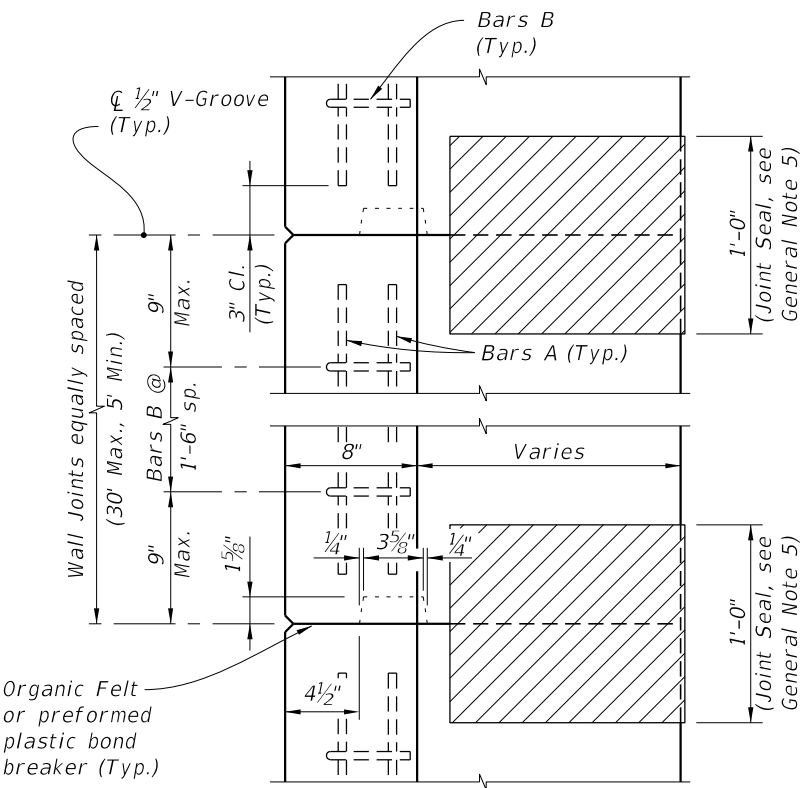 Bars B
(Typ.)
℄ ½" V-Groove
(Typ.)
1'-0"
(Joint Seal, see
General Note 5)
3" Cl.
(Typ.)
9"
Max.
Bars A (Typ.)
Wall Joints equally spaced
(30' Max., 5' Min.)
Bars B @
1'-6" sp.
8"
Varies
9"
Max.
1⅝"
¼"
3⅝"
¼"
1'-0"
(Joint Seal, see
General Note 5)
4½"
Organic Felt
or preformed
plastic bond
breaker (Typ.)